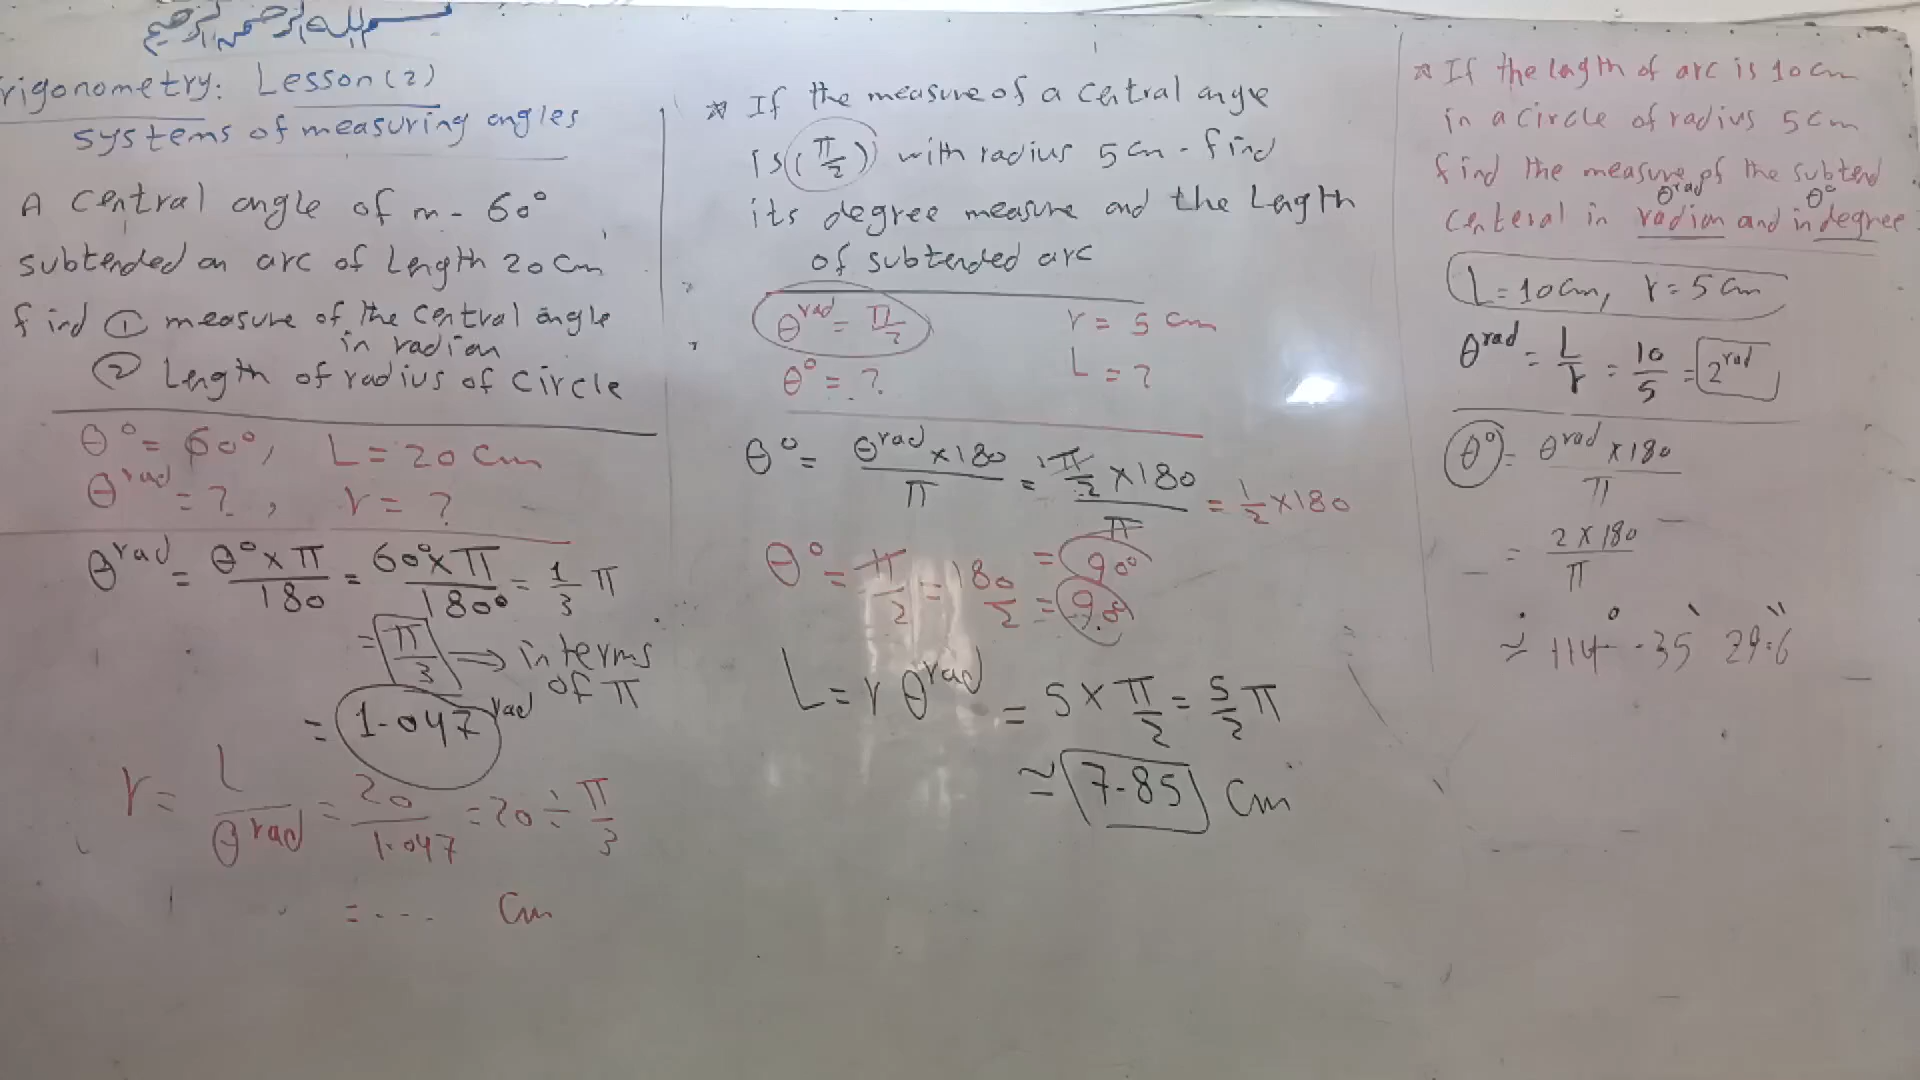 بسم الله الرحمن الرحيم
rigonometry: Lesson (2)
systems of measuring angles
A central angle of m - 60°
subtended an arc of Length 20 cm
find ① measure of the central angle
in radian
② Length of radius of circle
θ° = 60°, L = 20 cm
θ^rad = ?, r = ?
θ^rad = θ° × π / 180 = 60° × π / 180° = 1/3 π
= π/3 → in terms
of π
= 1.047 rad
r = L / θ^rad = 20 / 1.047 = 20 ÷ π/3
= ... cm
☆ If the measure of a central angle
is (π/2) with radius 5 cm - find
its degree measure and the Length
of subtended arc
θ^rad = π/2 r = 5 cm
θ° = ? L = ?
θ° = θ^rad × 180 / π = π/2 × 180 / π = 1/2 × 180
= 90°
θ° = π/2 = 180/2 = 90°
L = r θ^rad = 5 × π/2 = 5/2 π
≃ 7.85 cm
☆ If the lagth of arc is 10 cm
in a circle of radius 5 cm
find the measure of the subtend
θ^rad θ°
centeral in radian and in degree
L = 10 cm, r = 5 cm
θ^rad = L/r = 10/5 = 2^rad
θ° = θ^rad × 180 / π
= 2 × 180 / π
≃ 114° 35' 29.6"